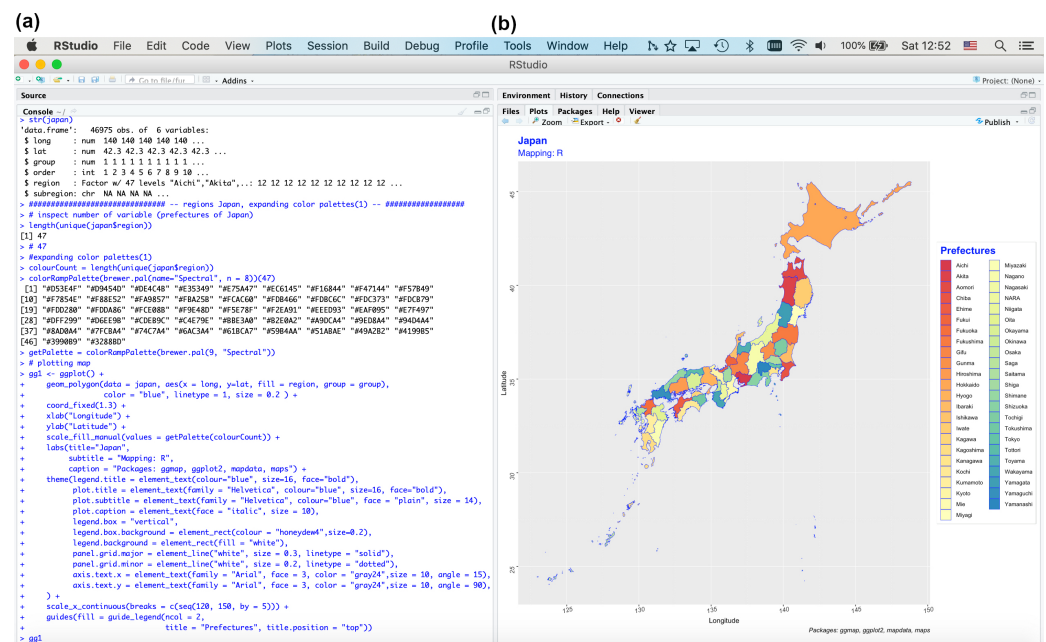 (a)
(b)
RStudio File Edit Code View Plots Session Build Debug Profile Tools Window Help 100% Sat 12:52
RStudio
Go to file/fur
Addins
Project: (None)
Source
Console ~/
> str(japan)
'data.frame': 46975 obs. of 6 variables:
$ long : num 140 140 140 140 140 ...
$ lat : num 42.3 42.3 42.3 42.3 42.3 ...
$ group : num 1 1 1 1 1 1 1 1 1 1 ...
$ order : int 1 2 3 4 5 6 7 8 9 10 ...
$ region : Factor w/ 47 levels "Aichi","Akita",..: 12 12 12 12 12 12 12 12 12 12 ...
$ subregion: chr NA NA NA NA ...
> ############################### -- regions Japan, expanding color palettes(1) -- ##################
> # inspect number of variable (prefectures of Japan)
> length(unique(japan$region))
[1] 47
> # 47
> #expanding color palettes(1)
> colourCount = length(unique(japan$region))
> colorRampPalette(brewer.pal(name="Spectral", n = 8))(47)
[1] "#D53E4F" "#D9454D" "#DE4C4B" "#E35349" "#E75A47" "#EC6145" "#F16844" "#F47144" "#F57B49"
[10] "#F7854E" "#F88E52" "#FA9857" "#FBA25B" "#FCAC60" "#FDB466" "#FDBC6C" "#FDC373" "#FDCB79"
[19] "#FDD280" "#FDDA86" "#FCE08B" "#F9E48D" "#F5E78F" "#F2EA91" "#EEED93" "#EAF095" "#E7F497"
[28] "#DFF299" "#D6EE9B" "#CDEB9C" "#C4E79E" "#BBE3A0" "#B2E0A2" "#A9DCA4" "#9ED8A4" "#94D4A4"
[37] "#8AD0A4" "#7FCBA4" "#74C7A4" "#6AC3A4" "#61BCA7" "#59B4AA" "#51ABAE" "#49A2B2" "#4199B5"
[46] "#3990B9" "#3288BD"
> getPalette = colorRampPalette(brewer.pal(9, "Spectral"))
> # plotting map
> gg1 <- ggplot() +
+ geom_polygon(data = japan, aes(x = long, y=lat, fill = region, group = group),
+ color = "blue", linetype = 1, size = 0.2 ) +
+ coord_fixed(1.3) +
+ xlab("Longitude") +
+ ylab("Latitude") +
+ scale_fill_manual(values = getPalette(colourCount)) +
+ labs(title="Japan",
+ subtitle = "Mapping: R",
+ caption = "Packages: ggmap, ggplot2, mapdata, maps") +
+ theme(legend.title = element_text(colour="blue", size=16, face="bold"),
+ plot.title = element_text(family = "Helvetica", colour="blue", size=16, face="bold"),
+ plot.subtitle = element_text(family = "Helvetica", colour="blue", face = "plain", size = 14),
+ plot.caption = element_text(face = "italic", size = 10),
+ legend.box = "vertical",
+ legend.box.background = element_rect(colour = "honeydew4",size=0.2),
+ legend.background = element_rect(fill = "white"),
+ panel.grid.major = element_line("white", size = 0.3, linetype = "solid"),
+ panel.grid.minor = element_line("white", size = 0.2, linetype = "dotted"),
+ axis.text.x = element_text(family = "Arial", face = 3, color = "gray24",size = 10, angle = 15),
+ axis.text.y = element_text(family = "Arial", face = 3, color = "gray24",size = 10, angle = 90),
+ ) +
+ scale_x_continuous(breaks = c(seq(120, 150, by = 5))) +
+ guides(fill = guide_legend(ncol = 2,
+ title = "Prefectures", title.position = "top"))
> gg1
Environment History Connections
Files Plots Packages Help Viewer
Zoom Export Publish
Japan
Mapping: R
45
40
35
30
25
Latitude
125 130 135 140 145 150
Longitude
Packages: ggmap, ggplot2, mapdata, maps
Prefectures
Aichi
Akita
Aomori
Chiba
Ehime
Fukui
Fukuoka
Fukushima
Gifu
Gunma
Hiroshima
Hokkaido
Hyogo
Ibaraki
Ishikawa
Iwate
Kagawa
Kagoshima
Kanagawa
Kochi
Kumamoto
Kyoto
Mie
Miyagi
Miyazaki
Nagano
Nagasaki
NARA
Niigata
Oita
Okayama
Okinawa
Osaka
Saga
Saitama
Shiga
Shimane
Shizuoka
Tochigi
Tokushima
Tokyo
Tottori
Toyama
Wakayama
Yamagata
Yamaguchi
Yamanashi